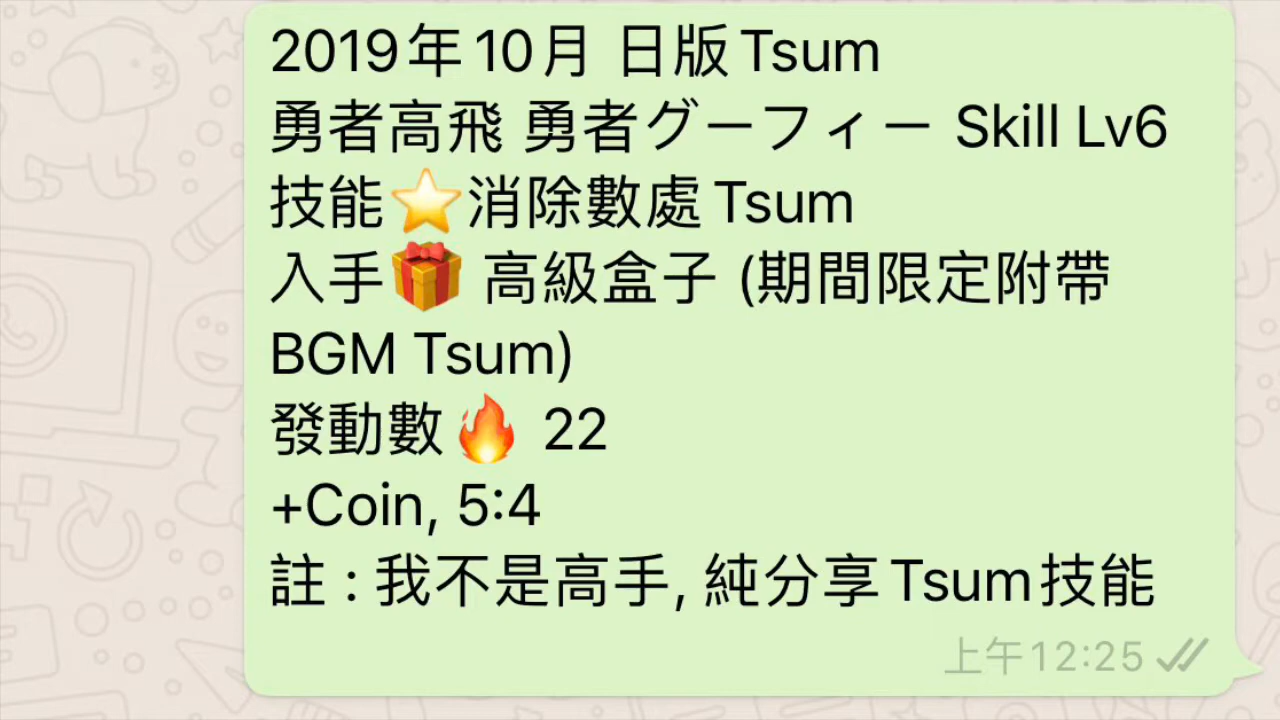 2019年10月 日版Tsum
勇者高飛 勇者グーフィー Skill Lv6
技能⭐消除數處Tsum
入手🎁 高級盒子 (期間限定附帶
BGM Tsum)
發動數🔥 22
+Coin, 5:4
註 : 我不是高手, 純分享Tsum技能
上午12:25